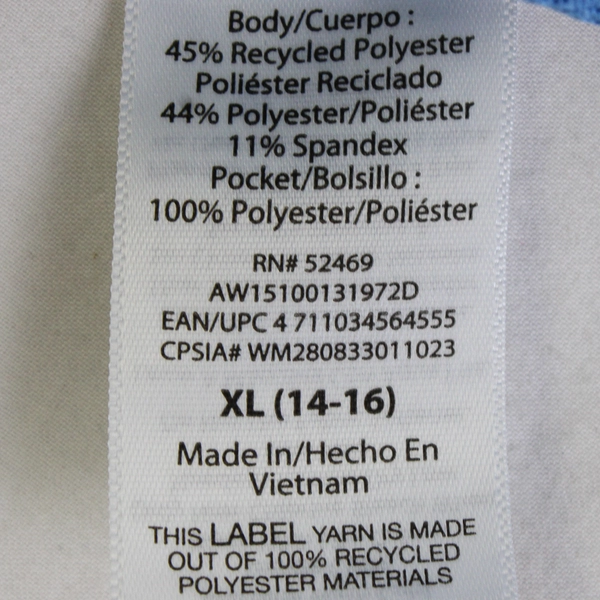 Body/Cuerpo :
45% Recycled Polyester
Poliéster Reciclado
44% Polyester/Poliéster
11% Spandex
Pocket/Bolsillo :
100% Polyester/Poliéster
RN# 52469
AW15100131972D
EAN/UPC 4 711034564555
CPSIA# WM280833011023
XL (14-16)
Made In/Hecho En
Vietnam
THIS LABEL YARN IS MADE
OUT OF 100% RECYCLED
POLYESTER MATERIALS